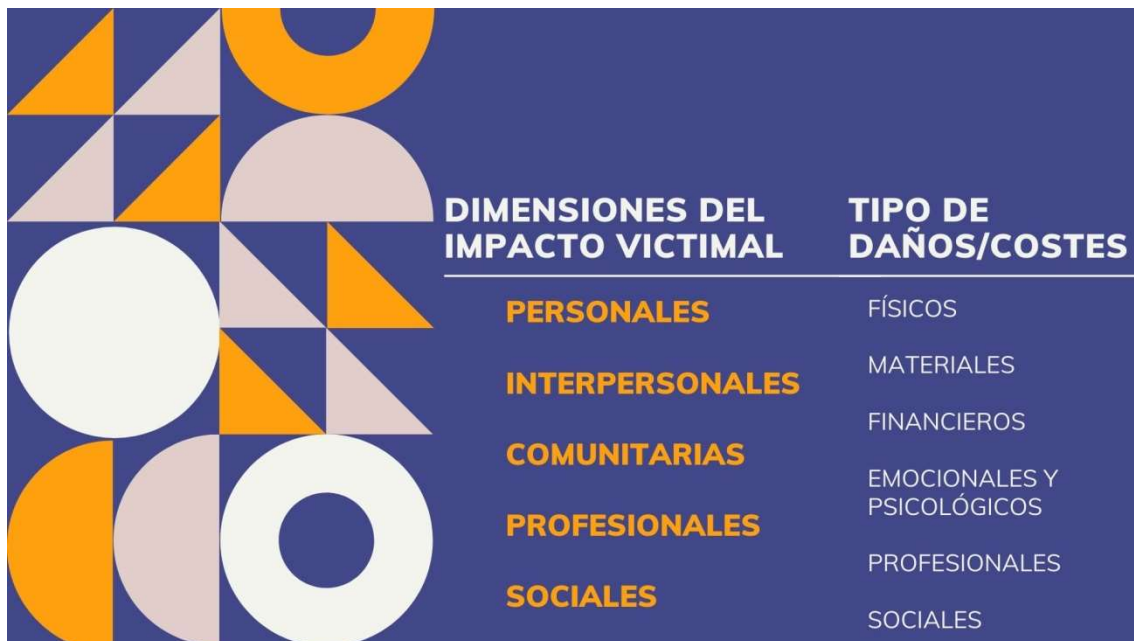 DIMENSIONES DEL
IMPACTO VICTIMAL
PERSONALES
INTERPERSONALES
COMUNITARIAS
PROFESIONALES
SOCIALES
TIPO DE
DAÑOS/COSTES
FÍSICOS
MATERIALES
FINANCIEROS
EMOCIONALES Y
PSICOLÓGICOS
PROFESIONALES
SOCIALES